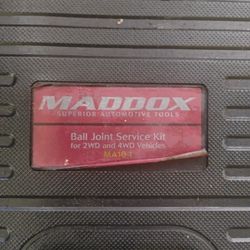 MADDOX
SUPERIOR AUTOMOTIVE TOOLS
Ball Joint Service Kit
for 2WD and 4WD Vehicles
MA10-1